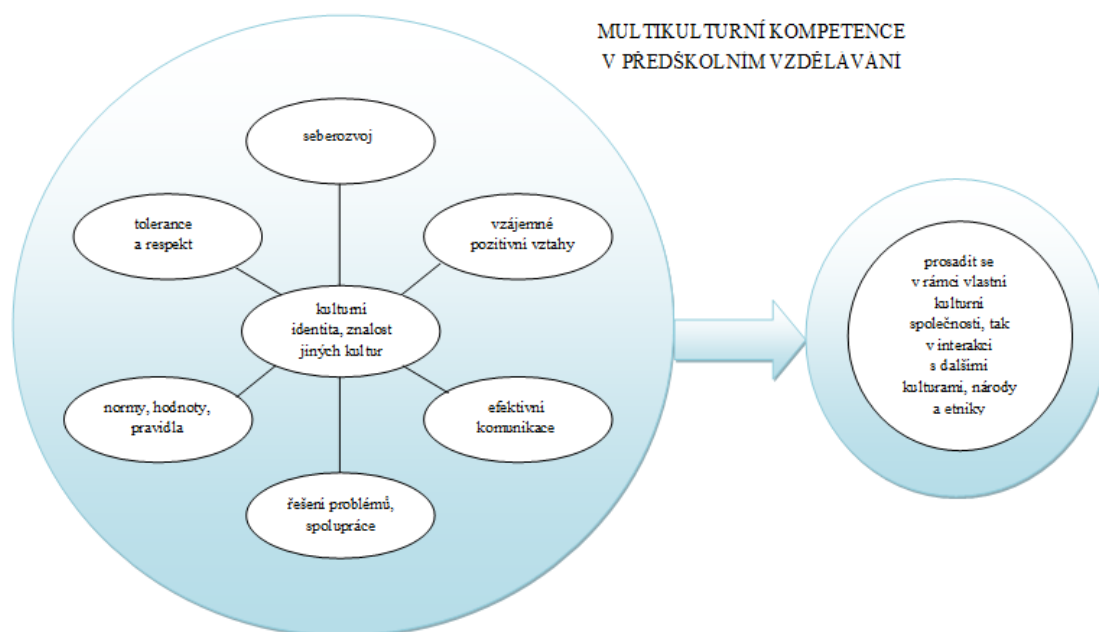 MULTIKULTURNÍ KOMPETENCE
V PŘEDŠKOLNÍM VZDĚLÁVÁNÍ
seberozvoj
tolerance
a respekt
vzájemné
pozitivní vztahy
kulturní
identita, znalost
jiných kultur
normy, hodnoty,
pravidla
efektivní
komunikace
řešení problémů,
spolupráce
prosadit se
v rámci vlastní
kulturní
společnosti, tak
v interakci
s dalšími
kulturami, národy
a etniky